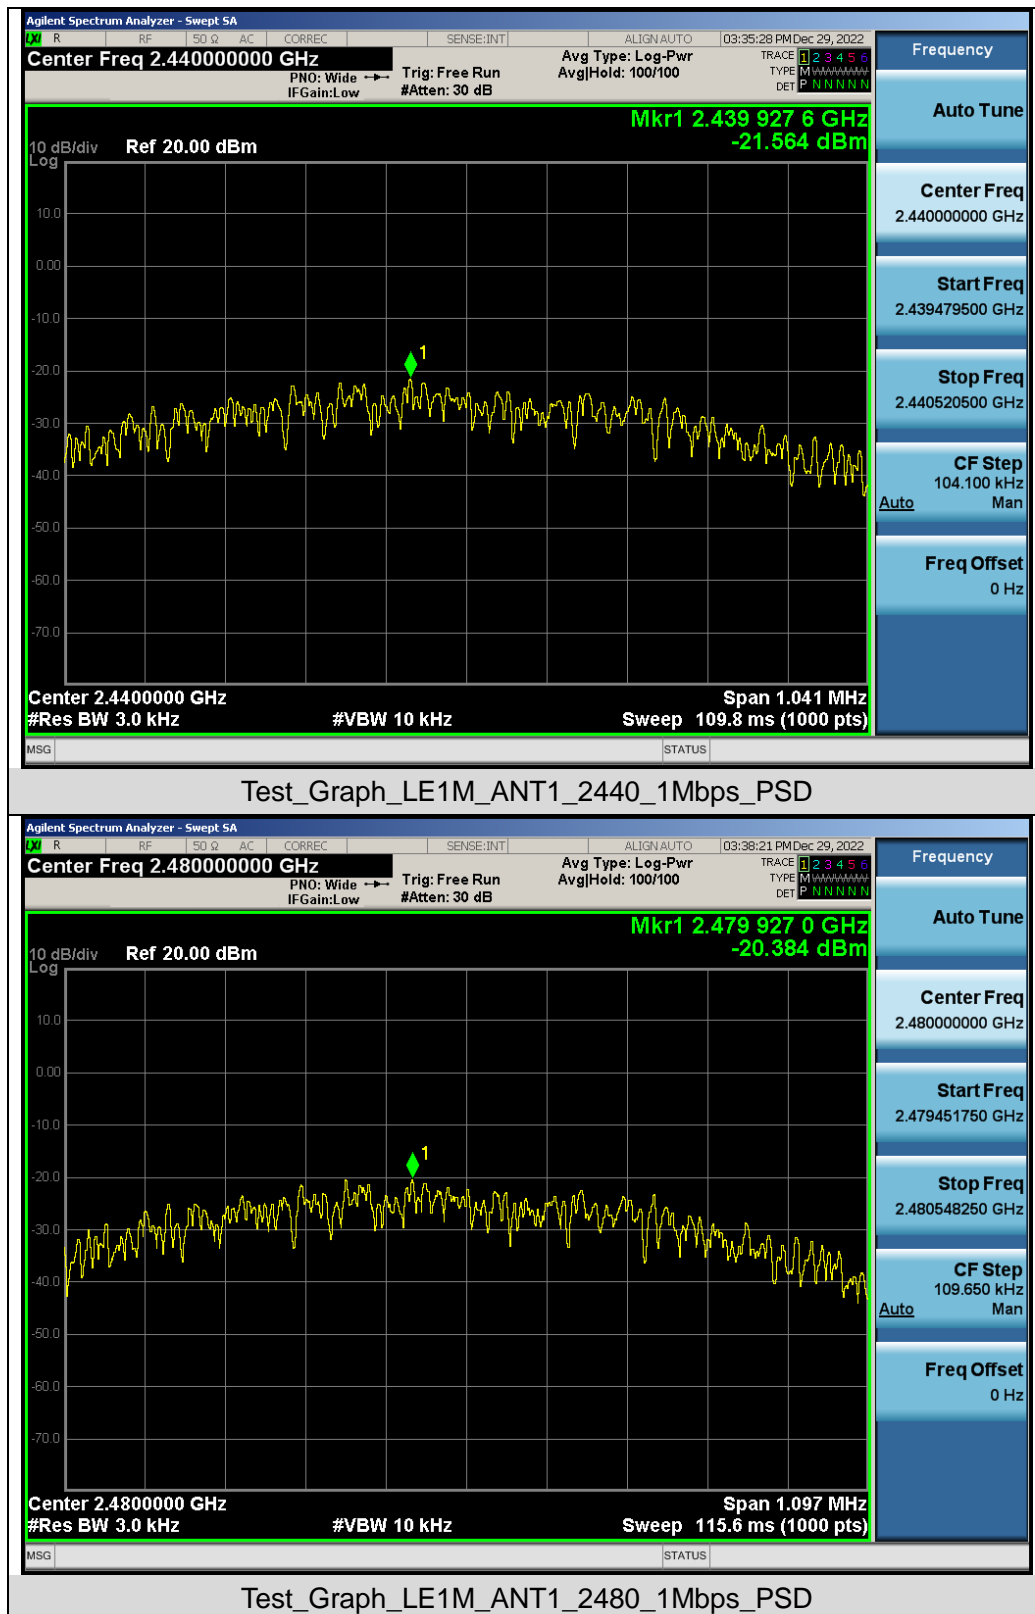 Agilent Spectrum Analyzer - Swept SA
LXI R RF 50 Ω AC CORREC SENSE:INT ALIGN AUTO 03:35:28 PM Dec 29, 2022
Center Freq 2.440000000 GHz
PNO: Wide
IFGain:Low
Trig: Free Run
#Atten: 30 dB
Avg Type: Log-Pwr
Avg|Hold: 100/100
TRACE 1 2 3 4 5 6
TYPE M
DET P N N N N N
Mkr1 2.439 927 6 GHz
-21.564 dBm
10 dB/div Ref 20.00 dBm
Log
10.0
0.00
-10.0
-20.0
-30.0
-40.0
-50.0
-60.0
-70.0
1
Center 2.4400000 GHz Span 1.041 MHz
#Res BW 3.0 kHz #VBW 10 kHz Sweep 109.8 ms (1000 pts)
MSG STATUS
Frequency
Auto Tune
Center Freq
2.440000000 GHz
Start Freq
2.439479500 GHz
Stop Freq
2.440520500 GHz
CF Step
104.100 kHz
Auto Man
Freq Offset
0 Hz
Test_Graph_LE1M_ANT1_2440_1Mbps_PSD
Agilent Spectrum Analyzer - Swept SA
LXI R RF 50 Ω AC CORREC SENSE:INT ALIGN AUTO 03:38:21 PM Dec 29, 2022
Center Freq 2.480000000 GHz
PNO: Wide
IFGain:Low
Trig: Free Run
#Atten: 30 dB
Avg Type: Log-Pwr
Avg|Hold: 100/100
TRACE 1 2 3 4 5 6
TYPE M
DET P N N N N N
Mkr1 2.479 927 0 GHz
-20.384 dBm
10 dB/div Ref 20.00 dBm
Log
10.0
0.00
-10.0
-20.0
-30.0
-40.0
-50.0
-60.0
-70.0
1
Center 2.4800000 GHz Span 1.097 MHz
#Res BW 3.0 kHz #VBW 10 kHz Sweep 115.6 ms (1000 pts)
MSG STATUS
Frequency
Auto Tune
Center Freq
2.480000000 GHz
Start Freq
2.479451750 GHz
Stop Freq
2.480548250 GHz
CF Step
109.650 kHz
Auto Man
Freq Offset
0 Hz
Test_Graph_LE1M_ANT1_2480_1Mbps_PSD